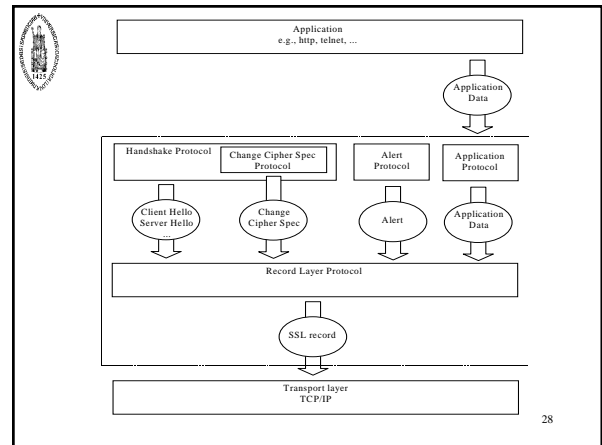 1425
Application
e.g., http, telnet, ...
Application
Data
Handshake Protocol
Change Cipher Spec
Protocol
Alert
Protocol
Application
Protocol
Client Hello
Server Hello
...
Change
Cipher Spec
Alert
Application
Data
Record Layer Protocol
SSL record
Transport layer
TCP/IP
28